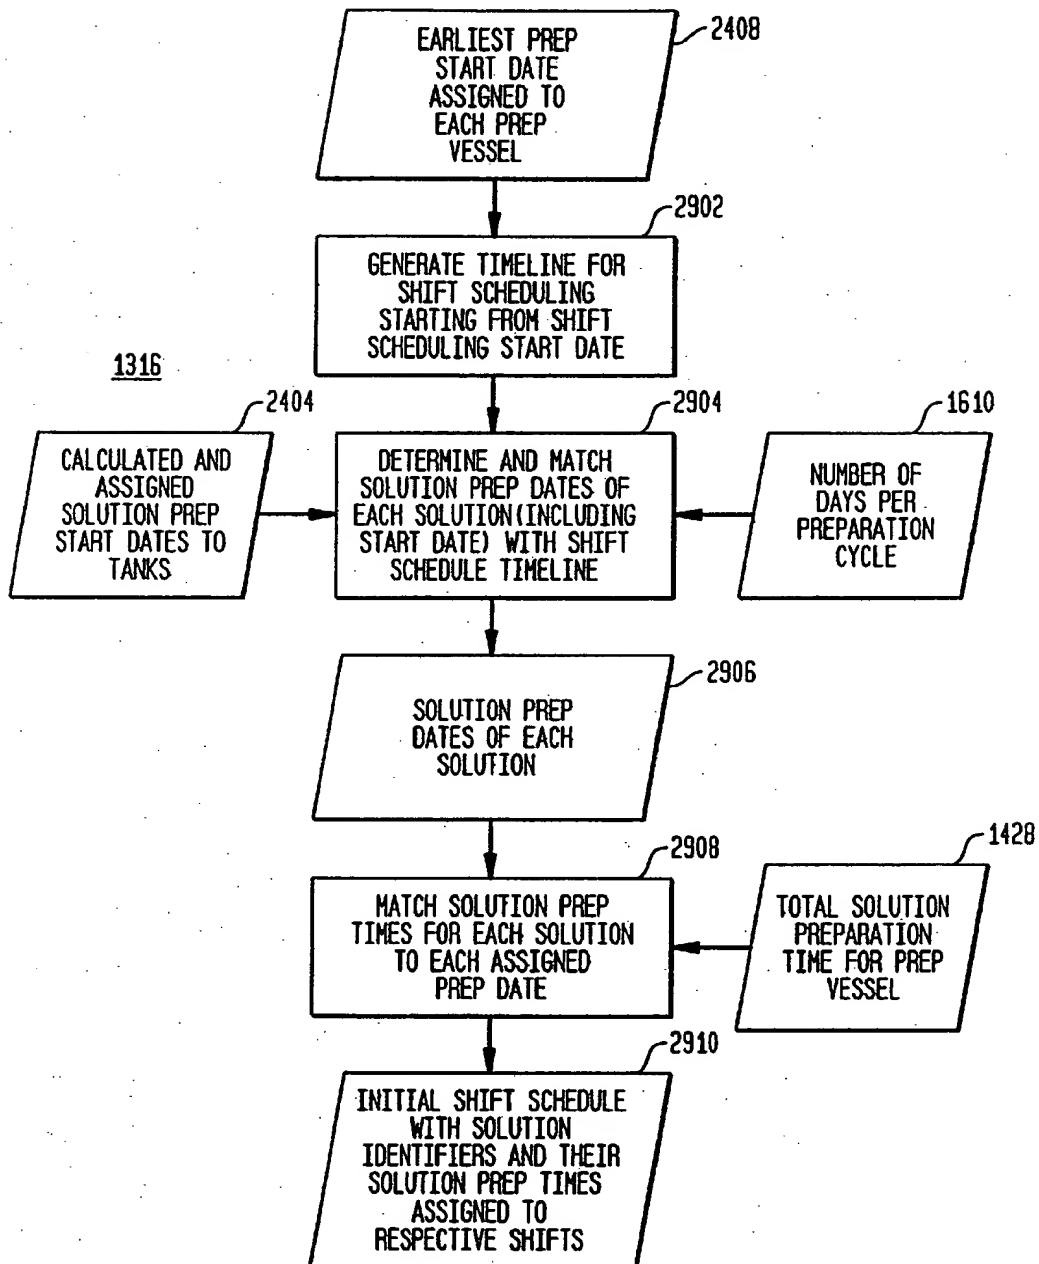 2408
EARLIEST PREP
START DATE
ASSIGNED TO
EACH PREP
VESSEL
2902
GENERATE TIMELINE FOR
SHIFT SCHEDULING
STARTING FROM SHIFT
SCHEDULING START DATE
1316
2404
CALCULATED AND
ASSIGNED
SOLUTION PREP
START DATES TO
TANKS
2904
DETERMINE AND MATCH
SOLUTION PREP DATES OF
EACH SOLUTION(INCLUDING
START DATE) WITH SHIFT
SCHEDULE TIMELINE
1610
NUMBER OF
DAYS PER
PREPARATION
CYCLE
2906
SOLUTION PREP
DATES OF EACH
SOLUTION
2908
MATCH SOLUTION PREP
TIMES FOR EACH SOLUTION
TO EACH ASSIGNED
PREP DATE
1428
TOTAL SOLUTION
PREPARATION
TIME FOR PREP
VESSEL
2910
INITIAL SHIFT SCHEDULE
WITH SOLUTION
IDENTIFIERS AND THEIR
SOLUTION PREP TIMES
ASSIGNED TO
RESPECTIVE SHIFTS